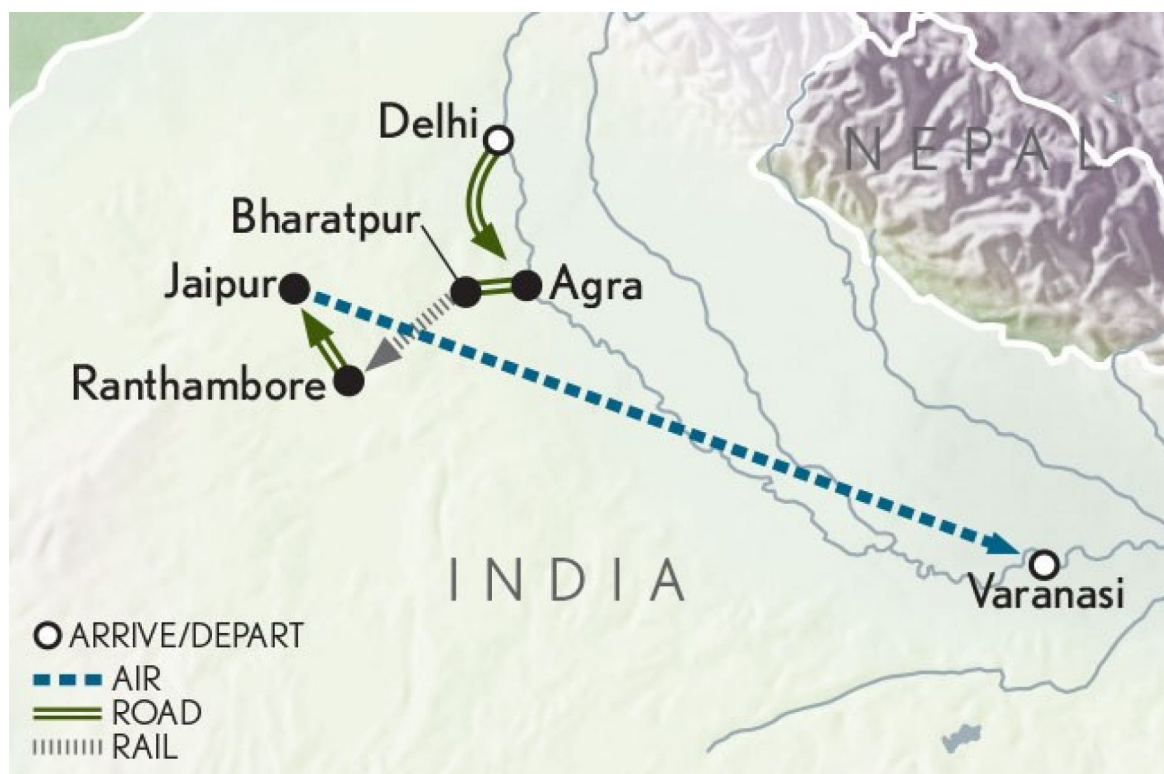 Delhi
NEPAL
Bharatpur
Jaipur
Agra
Ranthambore
INDIA
Varanasi
ARRIVE/DEPART
AIR
ROAD
RAIL